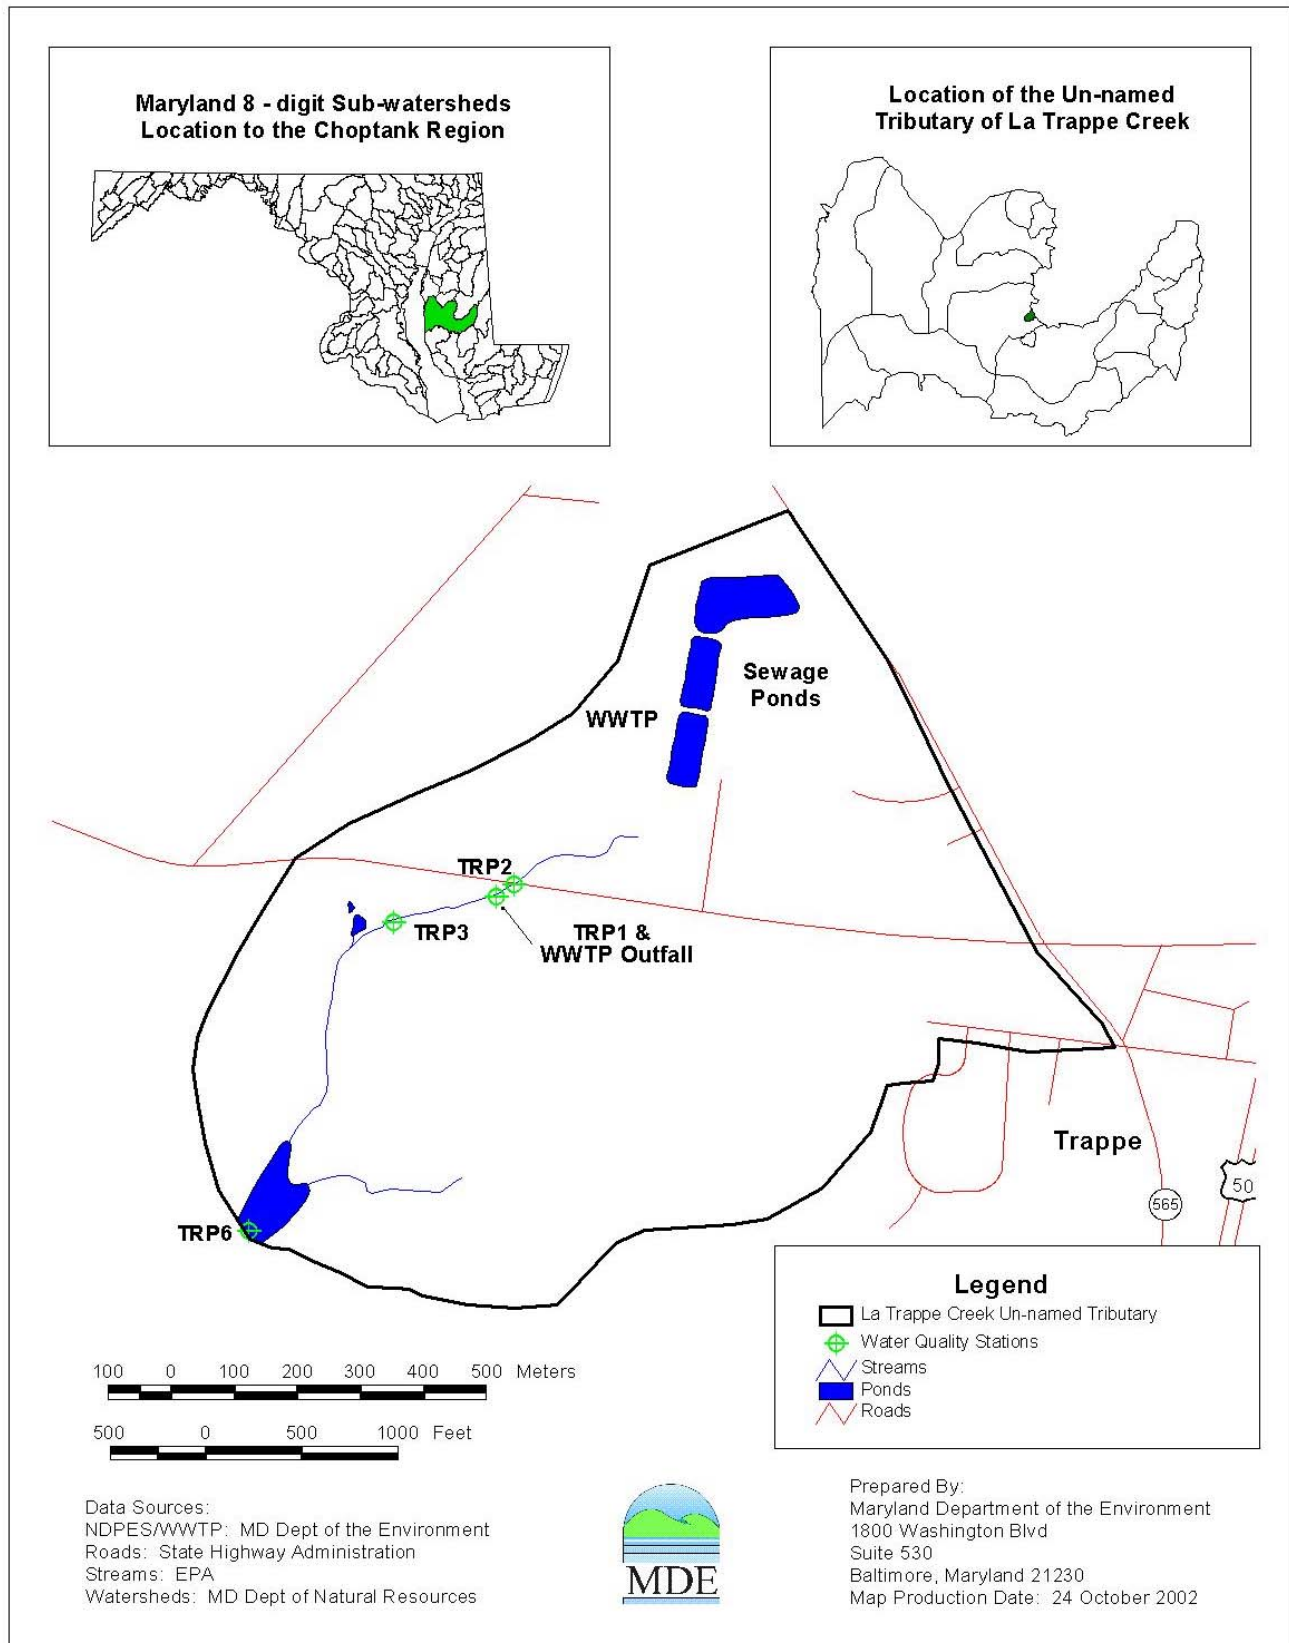 Maryland 8 - digit Sub-watersheds
Location to the Choptank Region
Location of the Un-named
Tributary of La Trappe Creek
Sewage
Ponds
WWTP
TRP2
TRP3
TRP1 &
WWTP Outfall
Trappe
50
565
TRP6
Legend
La Trappe Creek Un-named Tributary
Water Quality Stations
Streams
Ponds
Roads
100 0 100 200 300 400 500 Meters
500 0 500 1000 Feet
Data Sources:
NDPES/WWTP: MD Dept of the Environment
Roads: State Highway Administration
Streams: EPA
Watersheds: MD Dept of Natural Resources
MDE
Prepared By:
Maryland Department of the Environment
1800 Washington Blvd
Suite 530
Baltimore, Maryland 21230
Map Production Date: 24 October 2002